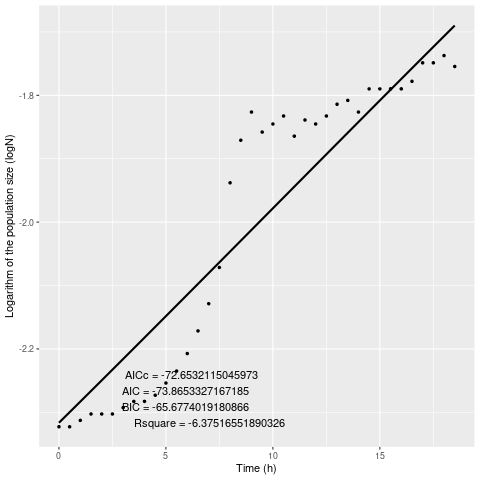 Logarithm of the population size (logN)
-1.8
-2.0
-2.2
AICc = -72.6532115045973
AIC = -73.8653327167185
BIC = -65.6774019180866
Rsquare = -6.37516551890326
0 5 10 15
Time (h)